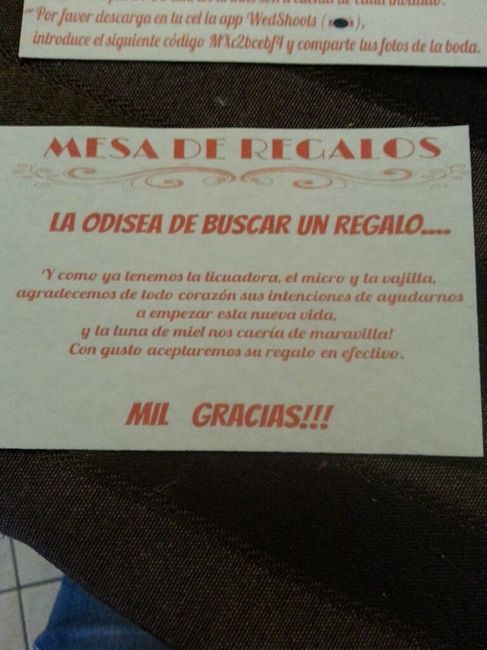 Por favor descarga en tu cel la app WedShoots ( ),
introduce el siguiente código MXc2bcebf4 y comparte tus fotos de la boda.
MESA DE REGALOS
LA ODISEA DE BUSCAR UN REGALO....
Y como ya tenemos la licuadora, el micro y la vajilla,
agradecemos de todo corazón sus intenciones de ayudarnos
a empezar esta nueva vida,
y la luna de miel nos caería de maravilla!
Con gusto aceptaremos su regalo en efectivo.
MIL GRACIAS!!!